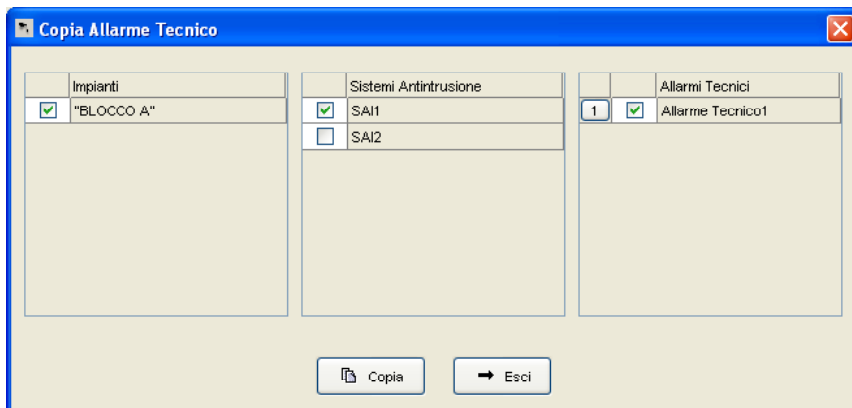 Copia Allarme Tecnico
Impianti
"BLOCCO A"
Sistemi Antintrusione
SAI1
SAI2
Allarmi Tecnici
1 Allarme Tecnico1
Copia
Esci